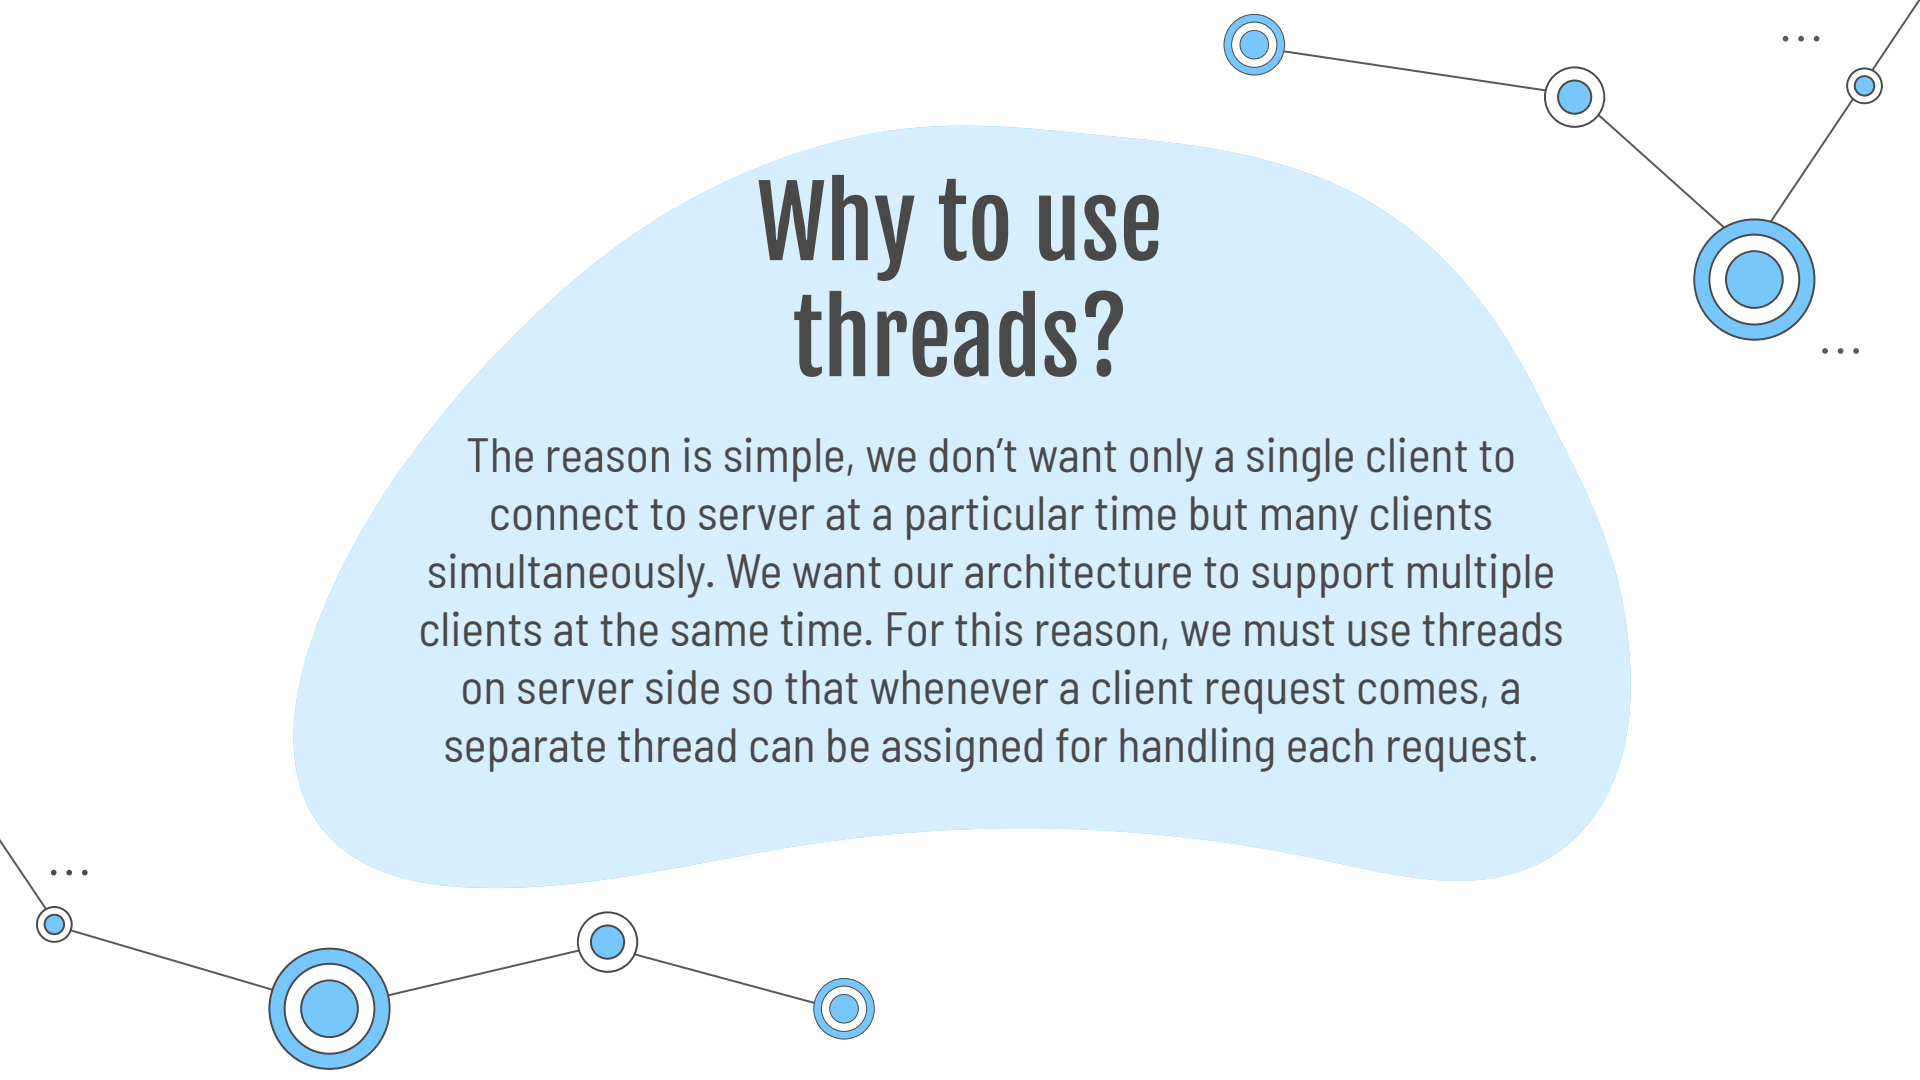 Why to use
threads?
The reason is simple, we don’t want only a single client to
connect to server at a particular time but many clients
simultaneously. We want our architecture to support multiple
clients at the same time. For this reason, we must use threads
on server side so that whenever a client request comes, a
separate thread can be assigned for handling each request.